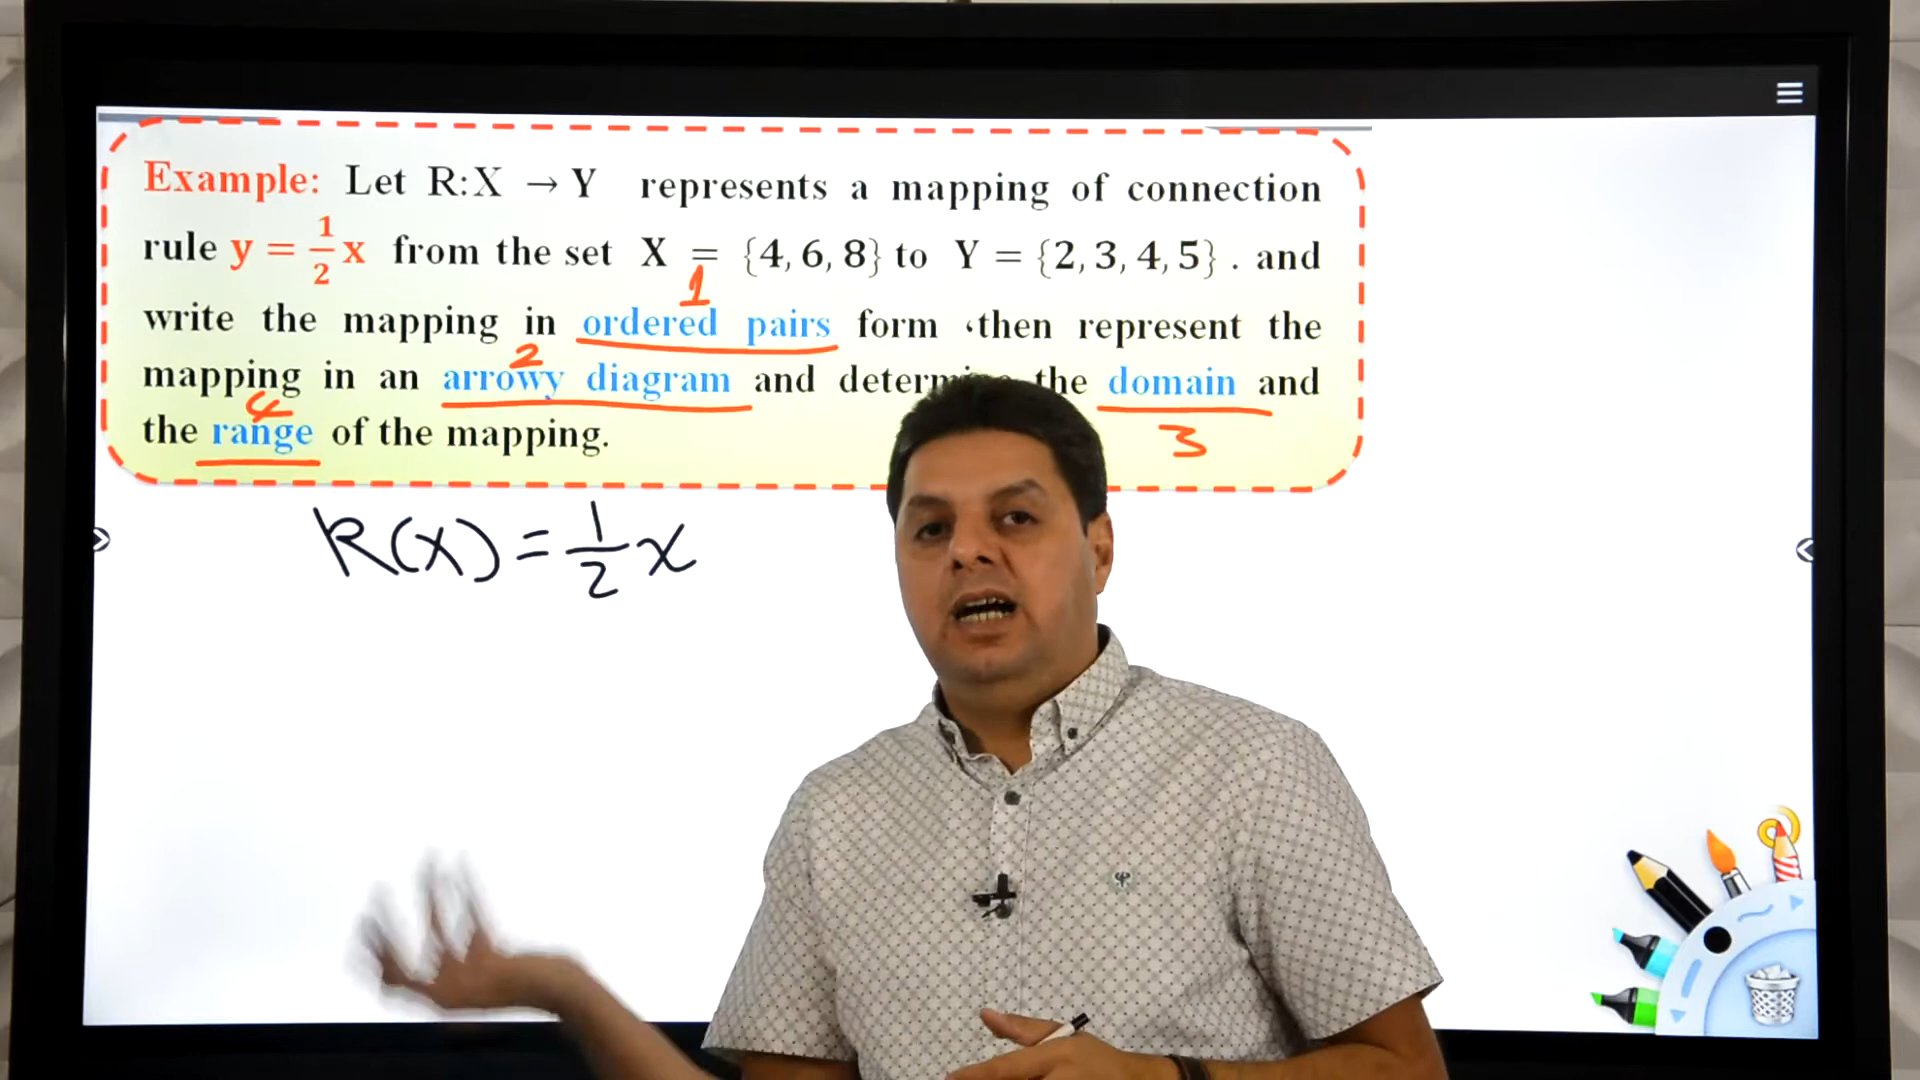 Example: Let R:X → Y represents a mapping of connection
rule y = 1/2 x from the set X = {4, 6, 8} to Y = {2, 3, 4, 5} . and
1
write the mapping in ordered pairs form ،then represent the
2
mapping in an arrowy diagram and the domain and
4
the range of the mapping.
3
R(X) = 1/2 x